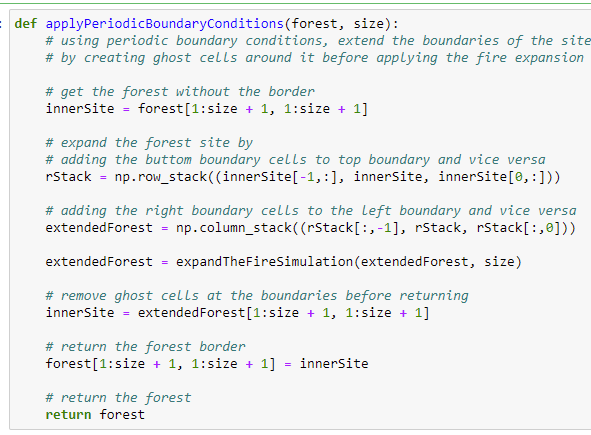 : def applyPeriodicBoundaryConditions(forest, size):
# using periodic boundary conditions, extend the boundaries of the site
# by creating ghost cells around it before applying the fire expansion
# get the forest without the border
innerSite = forest[1:size + 1, 1:size + 1]
# expand the forest site by
# adding the buttom boundary cells to top boundary and vice versa
rStack = np.row_stack((innerSite[-1,:], innerSite, innerSite[0,:]))
# adding the right boundary cells to the left boundary and vice versa
extendedForest = np.column_stack((rStack[:,-1], rStack, rStack[:,0]))
extendedForest = expandTheFireSimulation(extendedForest, size)
# remove ghost cells at the boundaries before returning
innerSite = extendedForest[1:size + 1, 1:size + 1]
# return the forest border
forest[1:size + 1, 1:size + 1] = innerSite
# return the forest
return forest